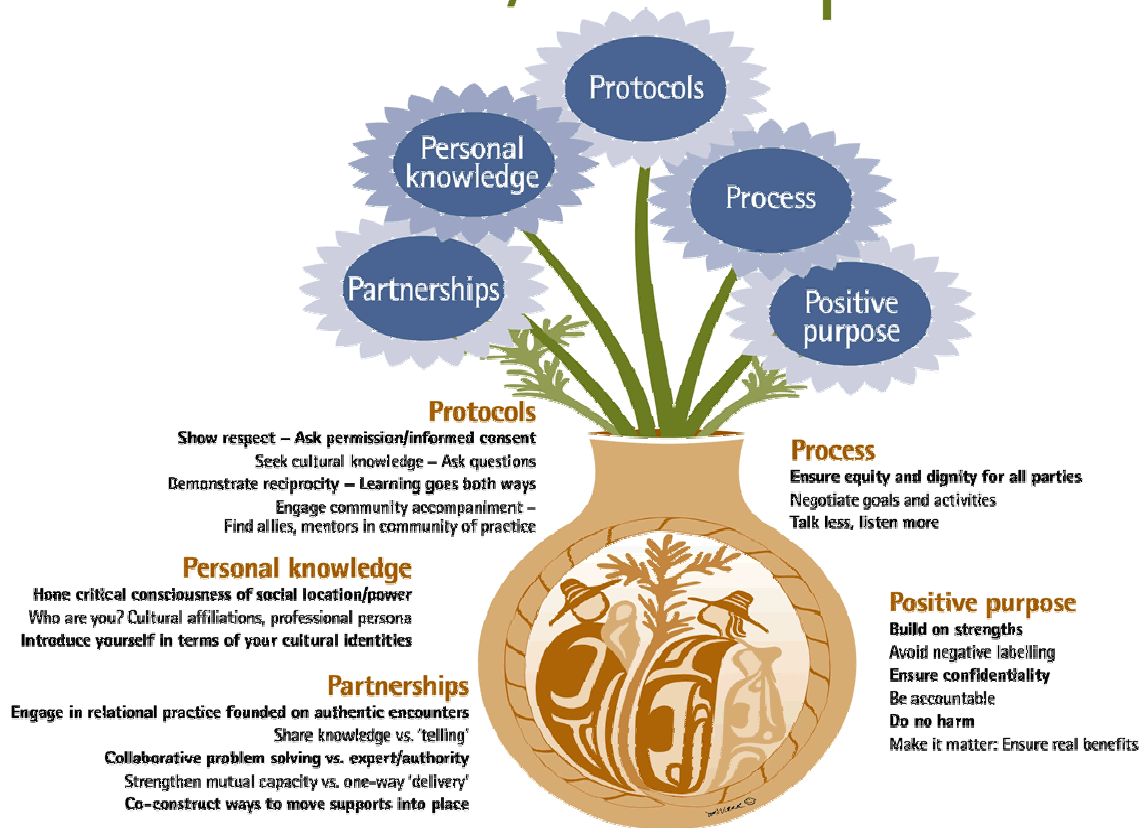 Protocols
Personal
knowledge
Process
Partnerships
Positive
purpose
Protocols
Show respect – Ask permission/informed consent
Seek cultural knowledge – Ask questions
Demonstrate reciprocity – Learning goes both ways
Engage community accompaniment –
Find allies, mentors in community of practice
Personal knowledge
Hone critical consciousness of social location/power
Who are you? Cultural affiliations, professional persona
Introduce yourself in terms of your cultural identities
Partnerships
Engage in relational practice founded on authentic encounters
Share knowledge vs. 'telling'
Collaborative problem solving vs. expert/authority
Strengthen mutual capacity vs. one-way 'delivery'
Co-construct ways to move supports into place
Process
Ensure equity and dignity for all parties
Negotiate goals and activities
Talk less, listen more
Positive purpose
Build on strengths
Avoid negative labelling
Ensure confidentiality
Be accountable
Do no harm
Make it matter: Ensure real benefits